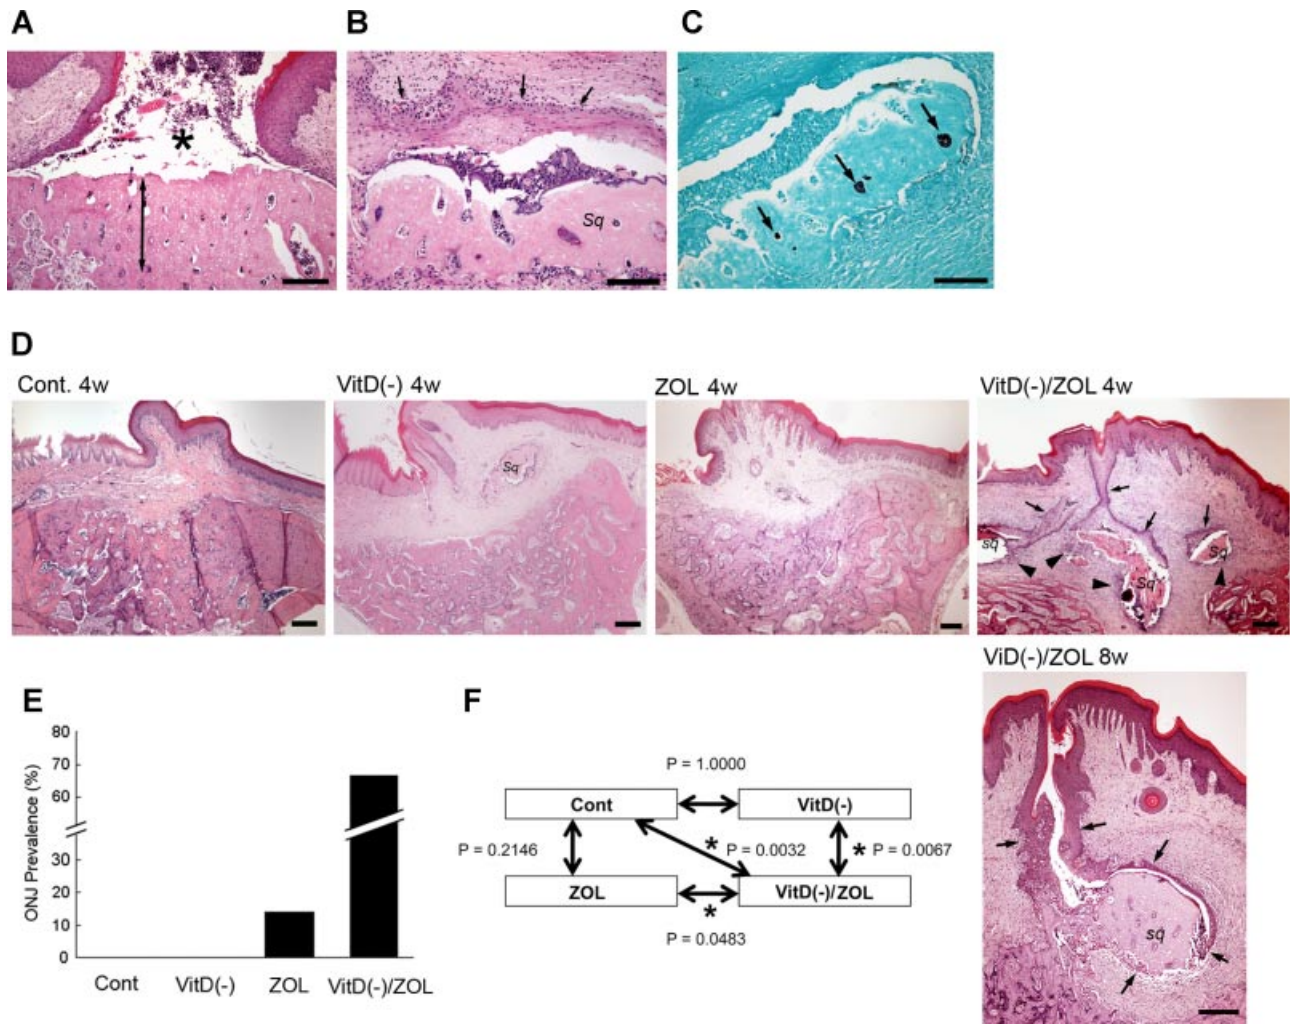 A
B
C
*
Sq
D
Cont. 4w
VitD(-) 4w
ZOL 4w
VitD(-)/ZOL 4w
Sq
sq
Sq
Sq
ViD(-)/ZOL 8w
sq
E
ONJ Prevalence (%)
80
70
60
30
20
10
0
Cont
VitD(-)
ZOL
VitD(-)/ZOL
F
P = 1.0000
Cont
VitD(-)
P = 0.2146
* P = 0.0032
* P = 0.0067
ZOL
VitD(-)/ZOL
*
P = 0.0483